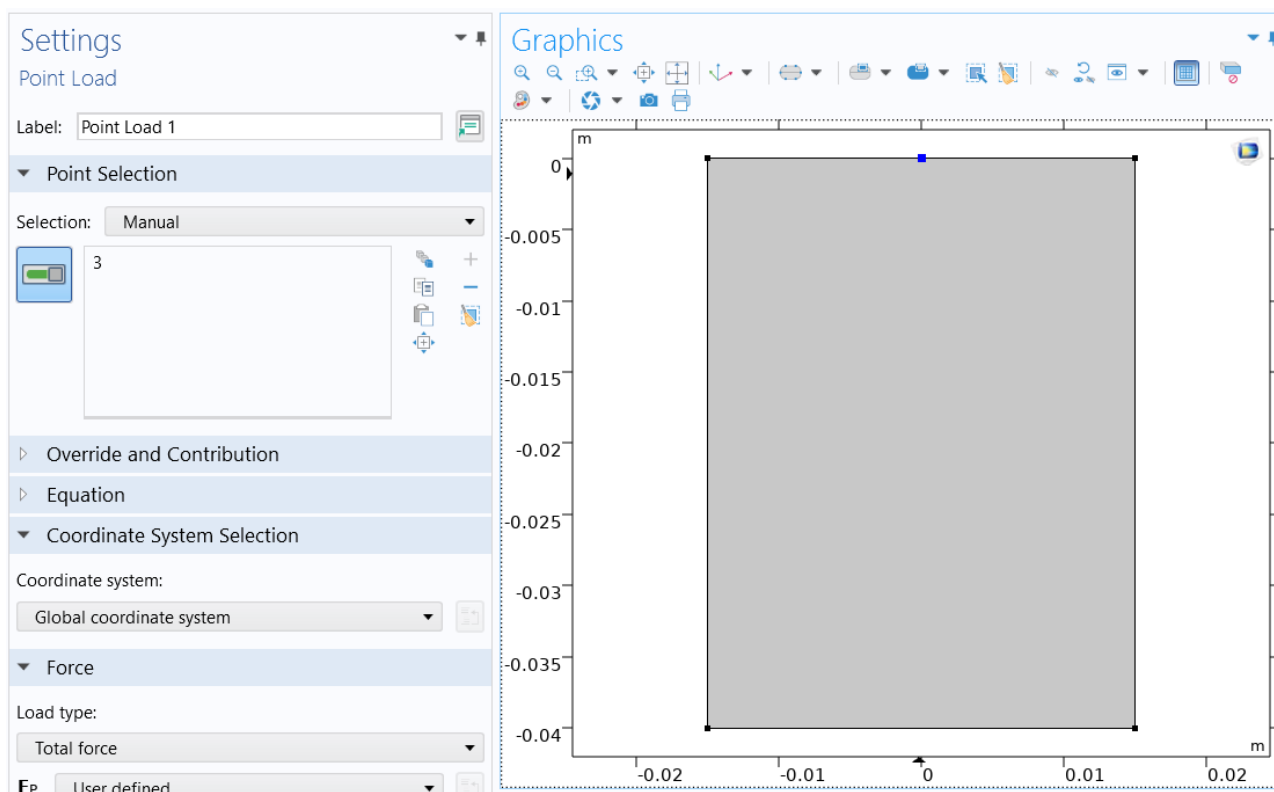 Settings
Point Load
Label: Point Load 1
Point Selection
Selection: Manual
3
Override and Contribution
Equation
Coordinate System Selection
Coordinate system:
Global coordinate system
Force
Load type:
Total force
FP User defined
Graphics
m
0
-0.005
-0.01
-0.015
-0.02
-0.025
-0.03
-0.035
-0.04
m
-0.02 -0.01 0 0.01 0.02